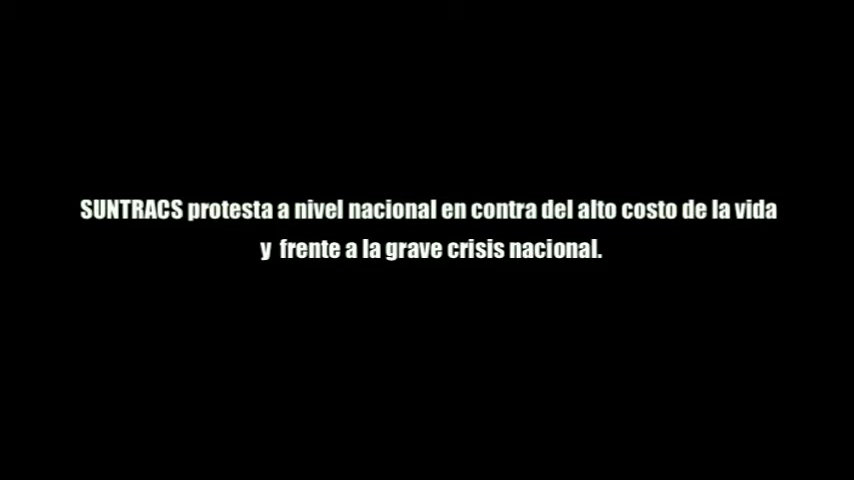 SUNTRACS protesta a nivel nacional en contra del alto costo de la vida
y frente a la grave crisis nacional.